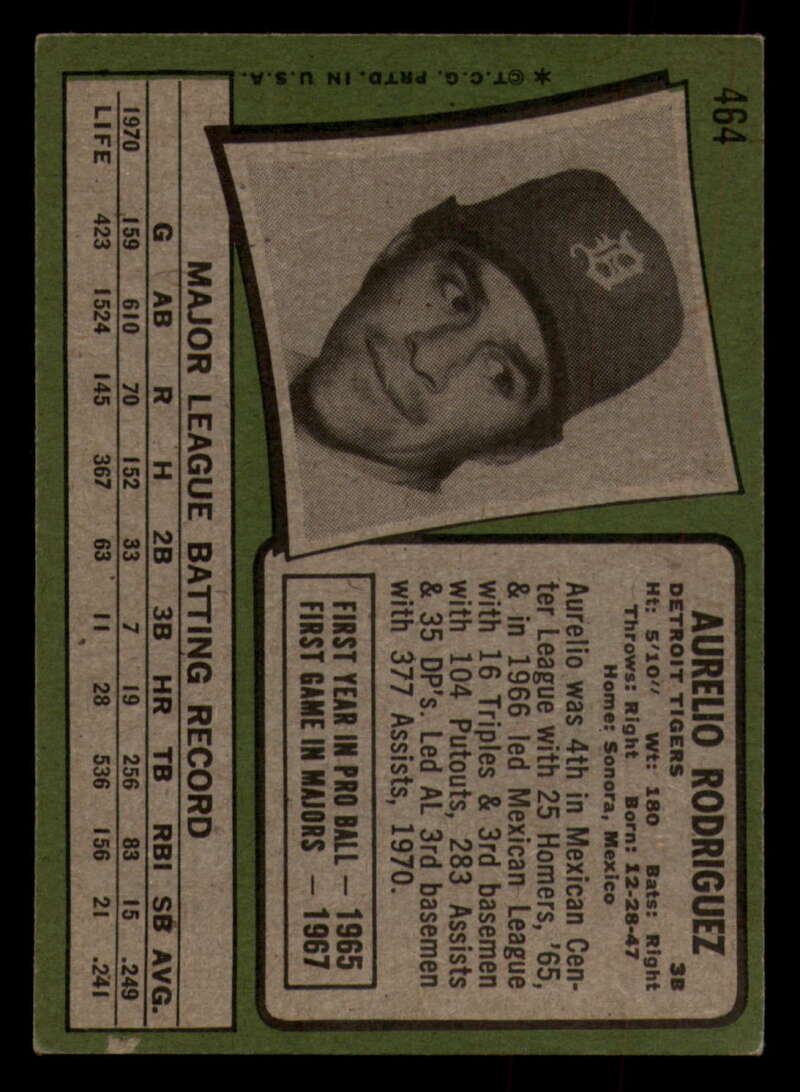 464
AURELIO RODRIGUEZ
DETROIT TIGERS 3B
Ht: 5'10" Wt: 180 Bats: Right
Throws: Right Born: 12-28-47
Home: Sonora, Mexico
Aurelio was 4th in Mexican Cen-
ter League with 25 Homers, '65,
& in 1966 led Mexican League
with 16 Triples & 3rd basemen
with 104 Putouts, 283 Assists
& 35 DP's. Led AL 3rd basemen
with 377 Assists, 1970.
FIRST YEAR IN PRO BALL — 1965
FIRST GAME IN MAJORS — 1967
MAJOR LEAGUE BATTING RECORD
G AB R H 2B 3B HR TB RBI SB AVG.
1970 159 610 70 152 33 7 19 256 83 15 .249
LIFE 423 1524 145 367 63 11 28 536 156 21 .241
*©T.C.G. PRTD. IN U.S.A.
D